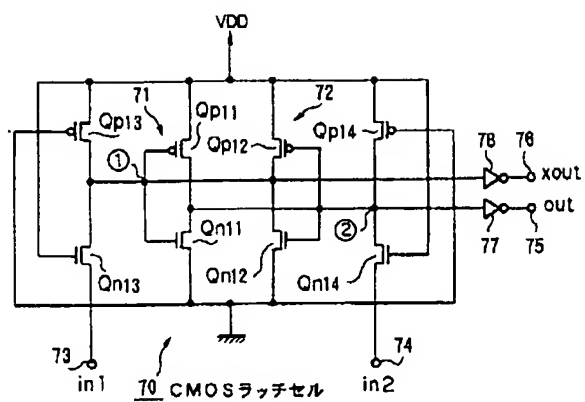 VDD
71
72
Qp13
Qp11
Qp12
Qp14
78
76
①
xout
②
out
Qn11
77
75
Qn13
Qn12
Qn14
73
74
in1
70 CMOSラッチセル
in2